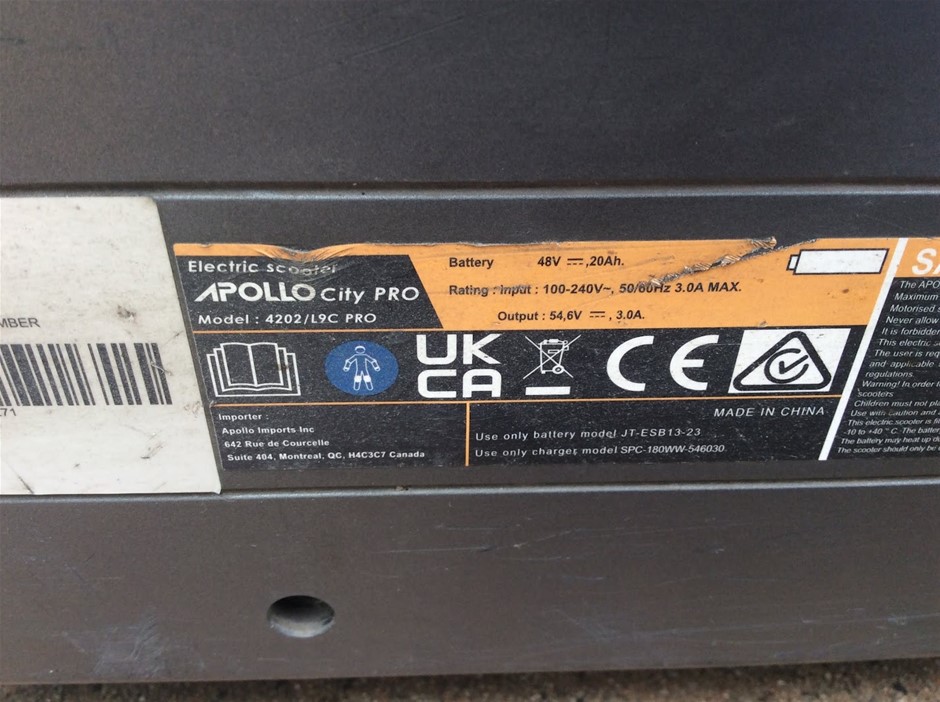 MBER
71
Electric scooter
APOLLO City PRO
Model : 4202/L9C PRO
Battery 48V ⎓,20Ah.
Rating : Input : 100-240V~, 50/60Hz 3.0A MAX.
Output : 54,6V ⎓, 3.0A.
UK
CA
CE
Importer :
Apollo Imports Inc
642 Rue de Courcelle
Suite 404, Montreal, QC, H4C3C7 Canada
MADE IN CHINA
Use only battery model JT-ESB13-23
Use only charger model SPC-180WW-546030.
SA
The APO
Maximum
Motorised s
Never allow
It is forbidde
This electric s
The user is req
and applicable
regulations.
Warning! In order t
scooters
Children must not pla
Use with caution and
This electric scooter is fi
-10 to +40 °C. The batter
The battery may heat up du
The scooter should only be